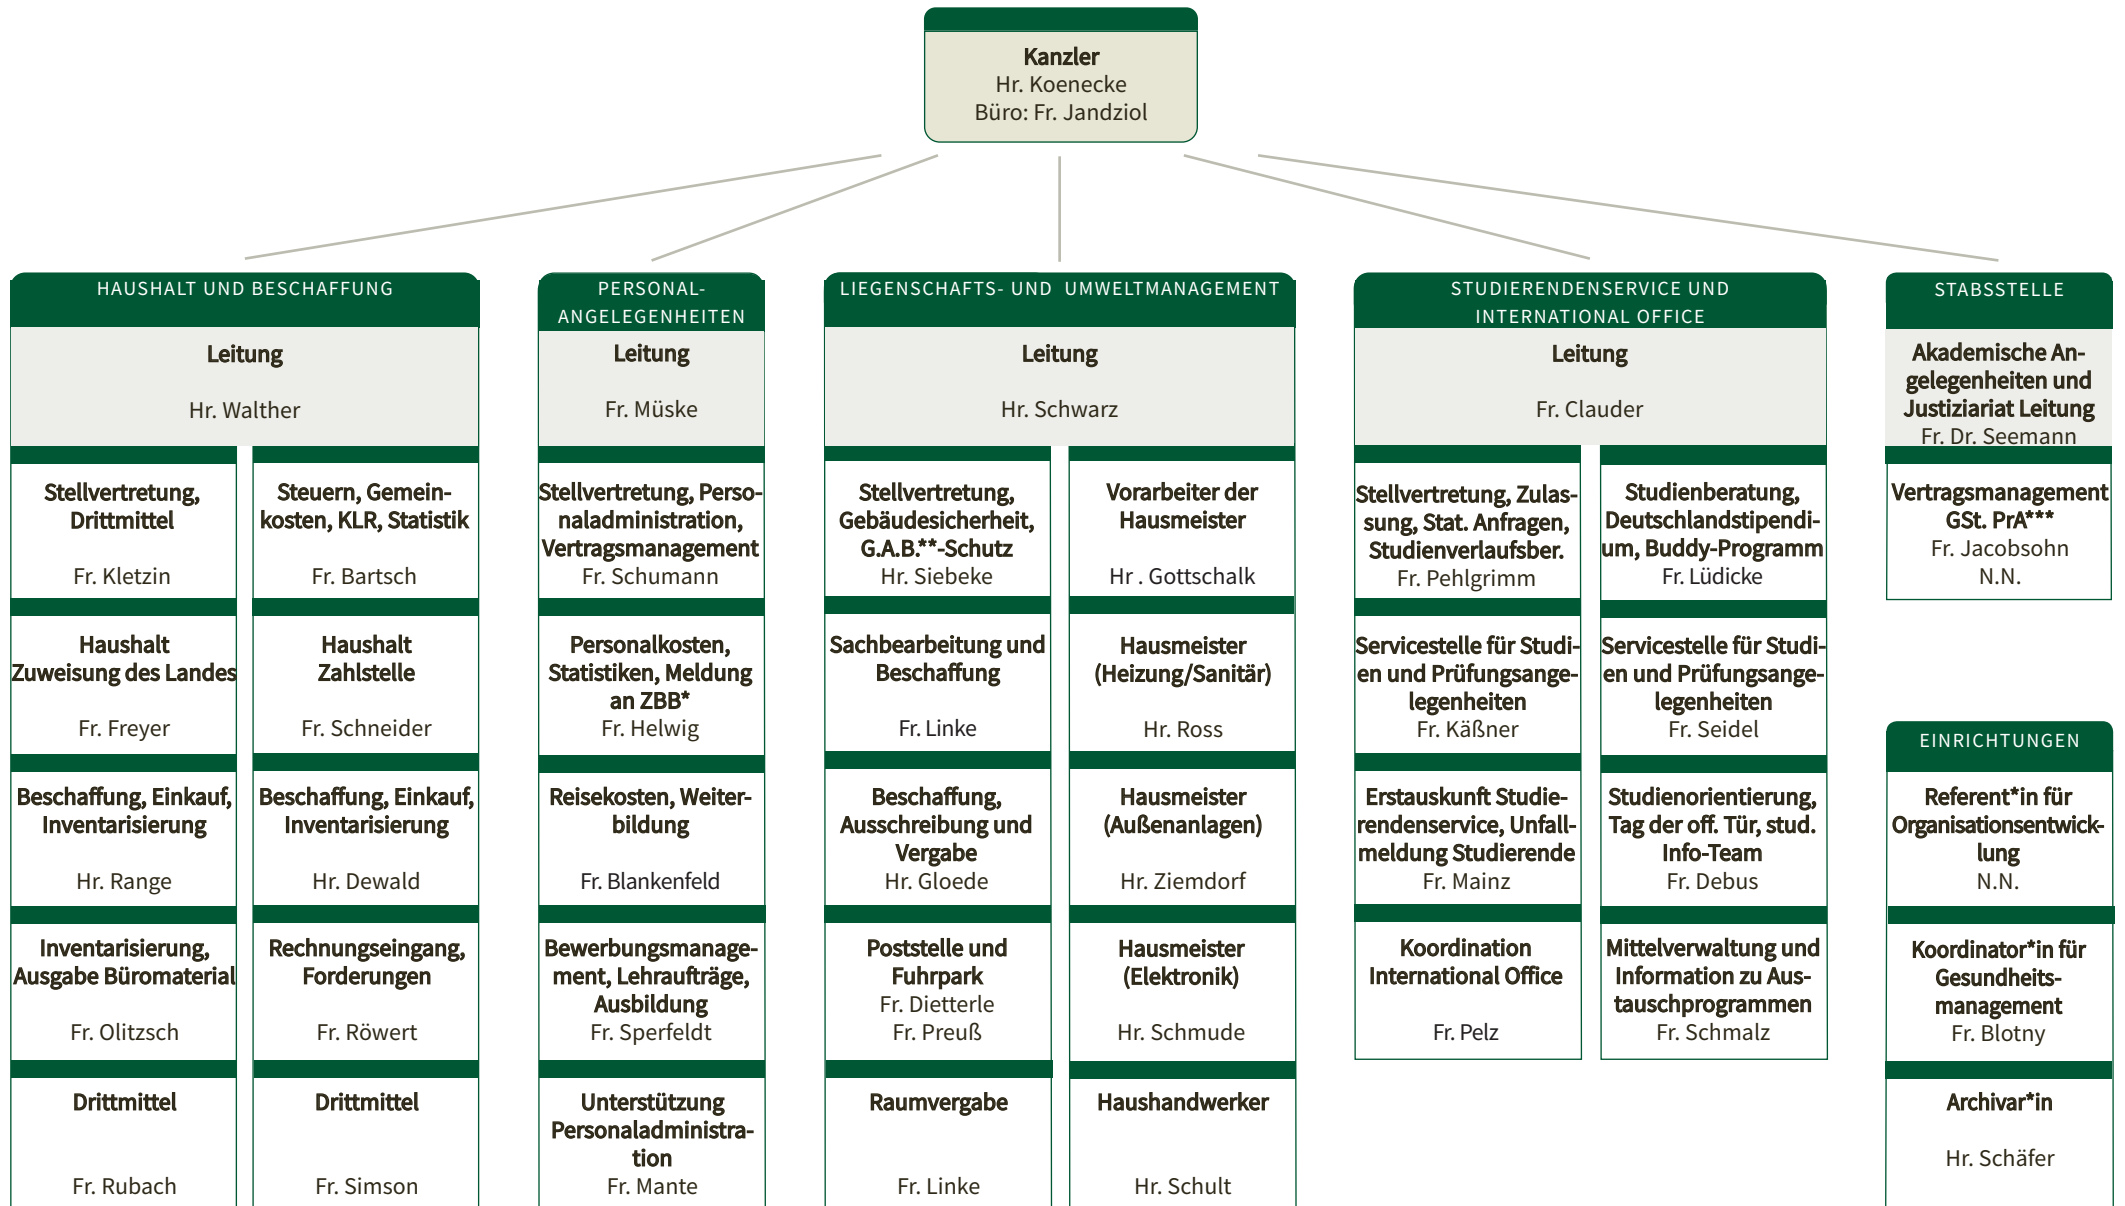 Kanzler
Hr. Koenecke
Büro: Fr. Jandziol
HAUSHALT UND BESCHAFFUNG
Leitung
Hr. Walther
Stellvertretung,
Drittmittel
Fr. Kletzin
Haushalt
Zuweisung des Landes
Fr. Freyer
Beschaffung, Einkauf,
Inventarisierung
Hr. Range
Inventarisierung,
Ausgabe Büromaterial
Fr. Olitzsch
Drittmittel
Fr. Rubach
Steuern, Gemein-
kosten, KLR, Statistik
Fr. Bartsch
Haushalt
Zahlstelle
Fr. Schneider
Beschaffung, Einkauf,
Inventarisierung
Hr. Dewald
Rechnungseingang,
Forderungen
Fr. Röwert
Drittmittel
Fr. Simson
PERSONAL-
ANGELEGENHEITEN
Leitung
Fr. Müske
Stellvertretung, Perso-
naladministration,
Vertragsmanagement
Fr. Schumann
Personalkosten,
Statistiken, Meldung
an ZBB*
Fr. Helwig
Reisekosten, Weiter-
bildung
Fr. Blankenfeld
Bewerbungsmanage-
ment, Lehraufträge,
Ausbildung
Fr. Sperfeldt
Unterstützung
Personaladministra-
tion
Fr. Mante
LIEGENSCHAFTS- UND UMWELTMANAGEMENT
Leitung
Hr. Schwarz
Stellvertretung,
Gebäudesicherheit,
G.A.B.**-Schutz
Hr. Siebeke
Sachbearbeitung und
Beschaffung
Fr. Linke
Beschaffung,
Ausschreibung und
Vergabe
Hr. Gloede
Poststelle und
Fuhrpark
Fr. Dietterle
Fr. Preuß
Raumvergabe
Fr. Linke
Vorarbeiter der
Hausmeister
Hr . Gottschalk
Hausmeister
(Heizung/Sanitär)
Hr. Ross
Hausmeister
(Außenanlagen)
Hr. Ziemdorf
Hausmeister
(Elektronik)
Hr. Schmude
Haushandwerker
Hr. Schult
STUDIERENDENSERVICE UND
INTERNATIONAL OFFICE
Leitung
Fr. Clauder
Stellvertretung, Zulas-
sung, Stat. Anfragen,
Studienverlaufsber.
Fr. Pehlgrimm
Servicestelle für Studi-
en und Prüfungsange-
legenheiten
Fr. Käßner
Erstauskunft Studie-
rendenservice, Unfall-
meldung Studierende
Fr. Mainz
Koordination
International Office
Fr. Pelz
Studienberatung,
Deutschlandstipendi-
um, Buddy-Programm
Fr. Lüdicke
Servicestelle für Studi-
en und Prüfungsange-
legenheiten
Fr. Seidel
Studienorientierung,
Tag der off. Tür, stud.
Info-Team
Fr. Debus
Mittelverwaltung und
Information zu Aus-
tauschprogrammen
Fr. Schmalz
STABSSTELLE
Akademische An-
gelegenheiten und
Justiziariat Leitung
Fr. Dr. Seemann
Vertragsmanagement
GSt. PrA***
Fr. Jacobsohn
N.N.
EINRICHTUNGEN
Referent*in für
Organisationsentwick-
lung
N.N.
Koordinator*in für
Gesundheits-
management
Fr. Blotny
Archivar*in
Hr. Schäfer